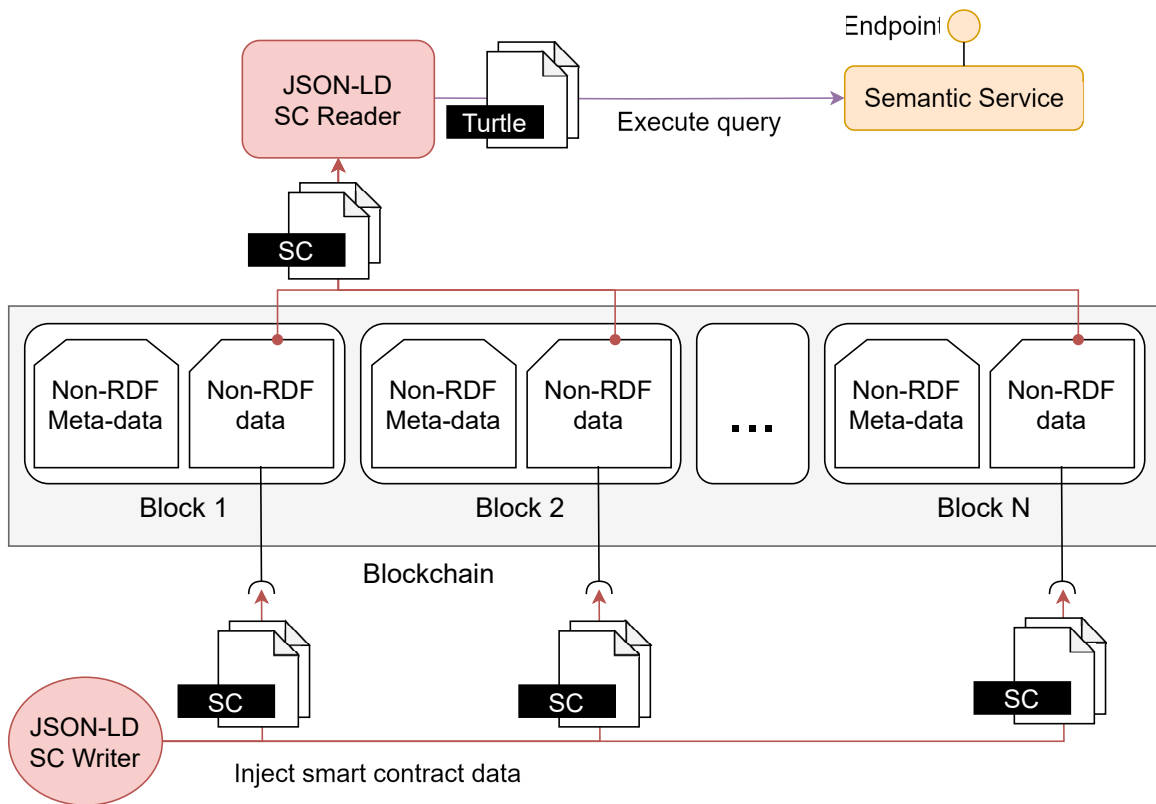 Endpoint
JSON-LD
SC Reader
Turtle
Execute query
Semantic Service
SC
Non-RDF
Meta-data
Non-RDF
data
Non-RDF
Meta-data
Non-RDF
data
...
Non-RDF
Meta-data
Non-RDF
data
Block 1
Block 2
Block N
Blockchain
SC
SC
SC
JSON-LD
SC Writer
Inject smart contract data